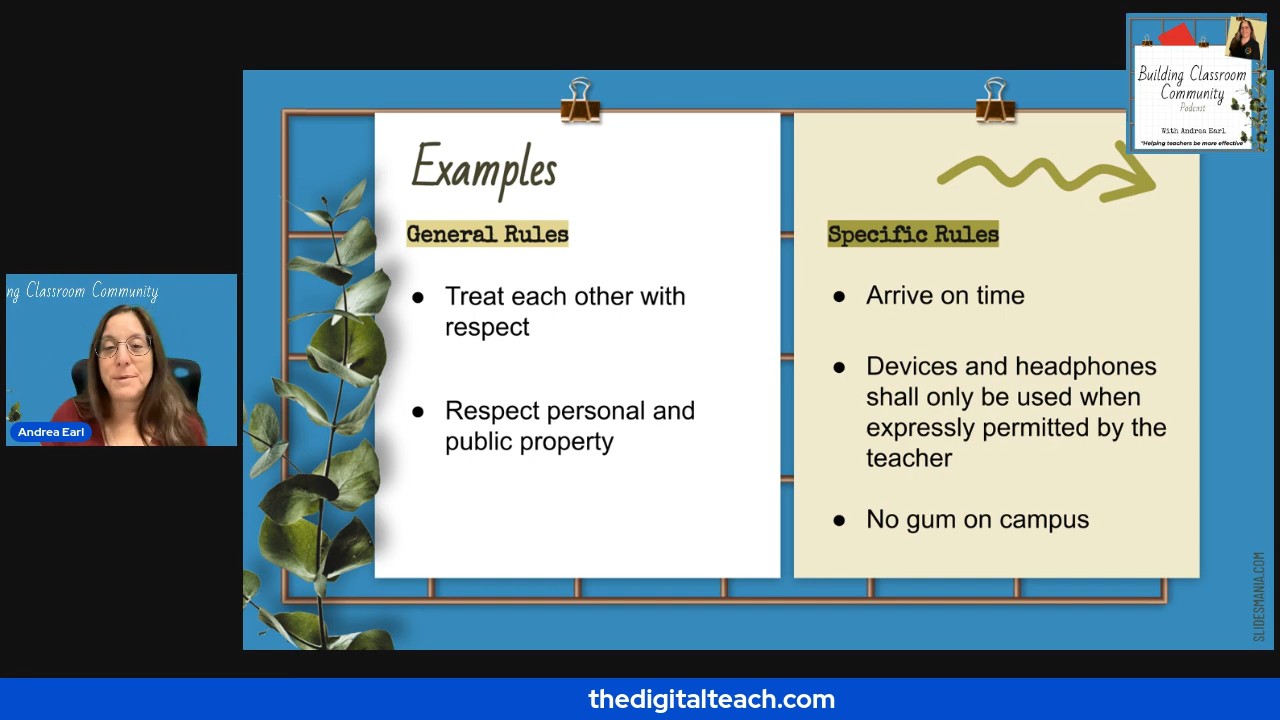 Building Classroom
Community
Podcast
With Andrea Earl
"Helping teachers be more effective"
Examples
General Rules
● Treat each other with
respect
● Respect personal and
public property
Specific Rules
● Arrive on time
● Devices and headphones
shall only be used when
expressly permitted by the
teacher
● No gum on campus
ng Classroom Community
Andrea Earl
SLIDESMANIA.COM
thedigitalteach.com